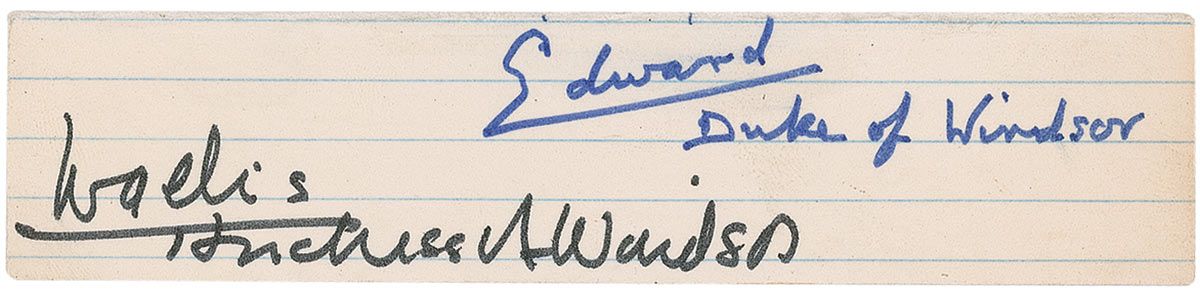 Edward
Duke of Windsor
Wallis
Duchess of Windsor